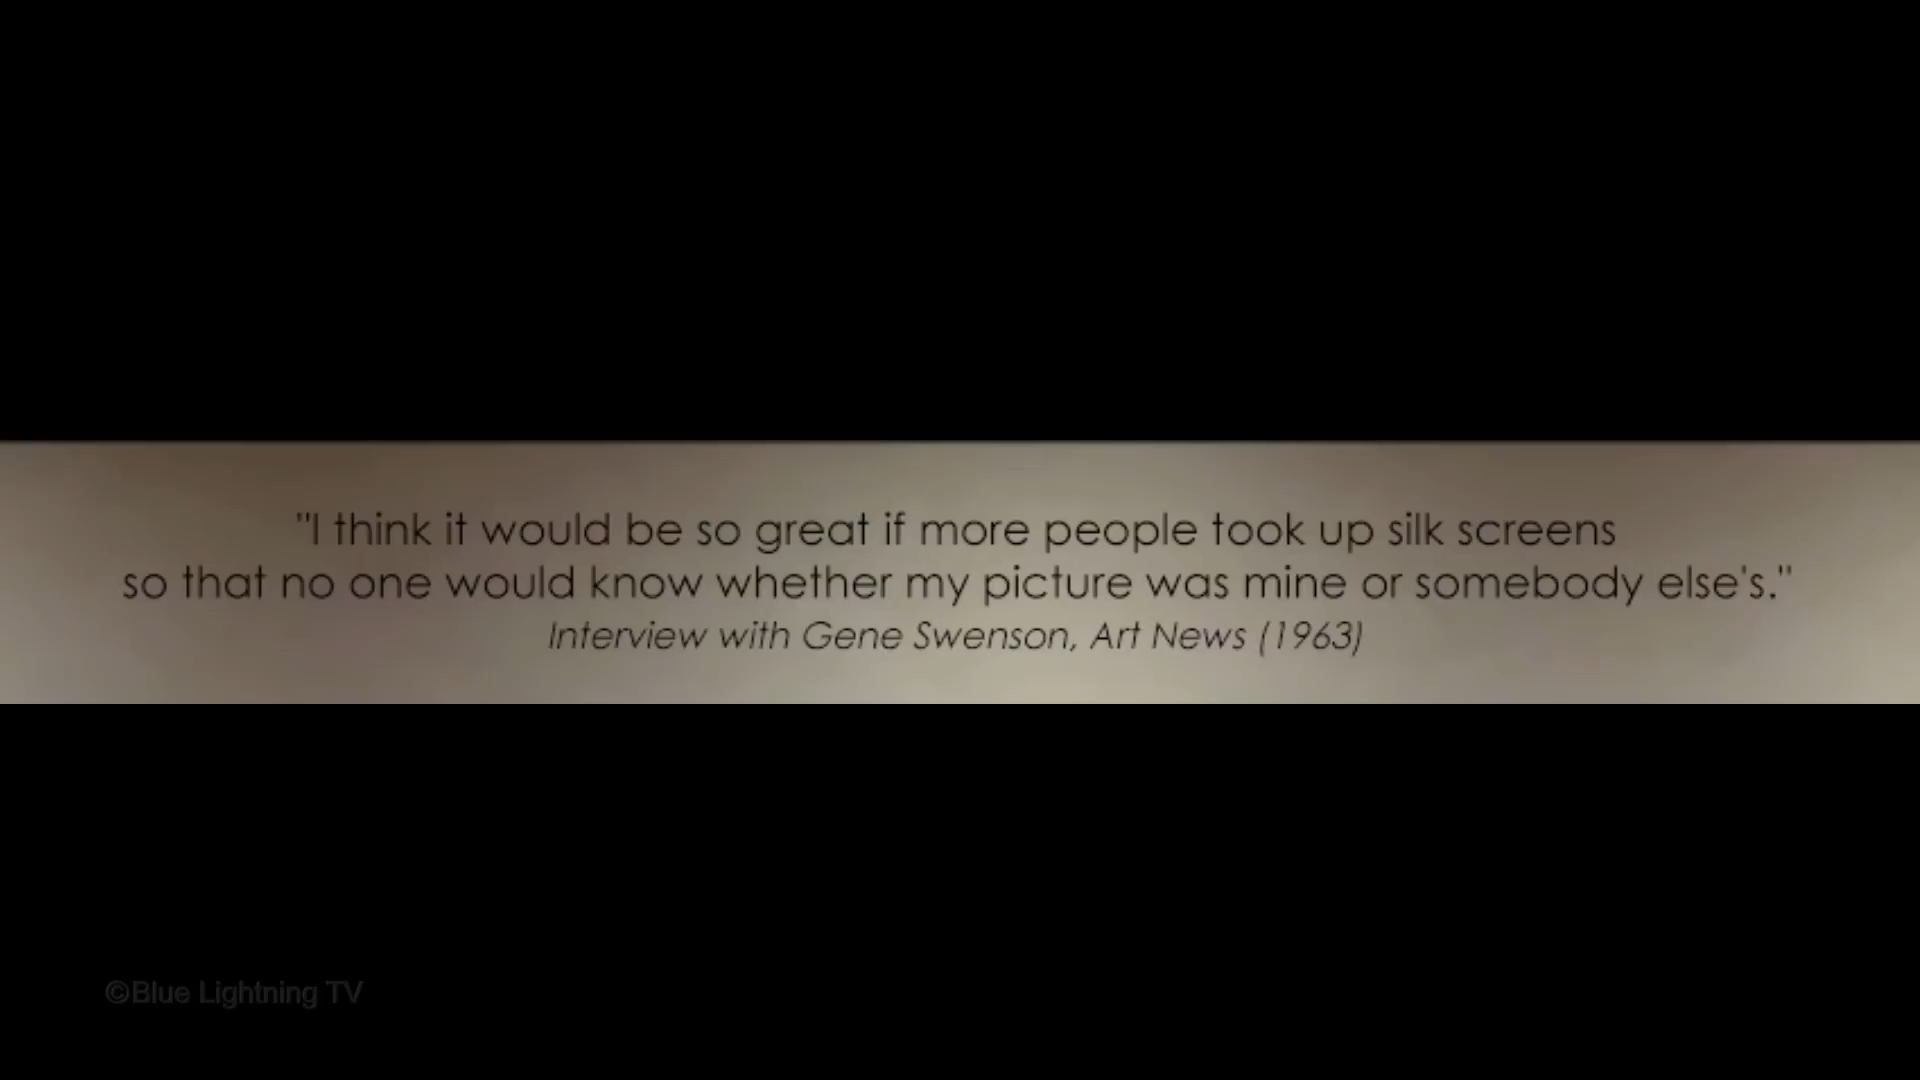 "I think it would be so great if more people took up silk screens
so that no one would know whether my picture was mine or somebody else's."
Interview with Gene Swenson, Art News (1963)
©Blue Lightning TV